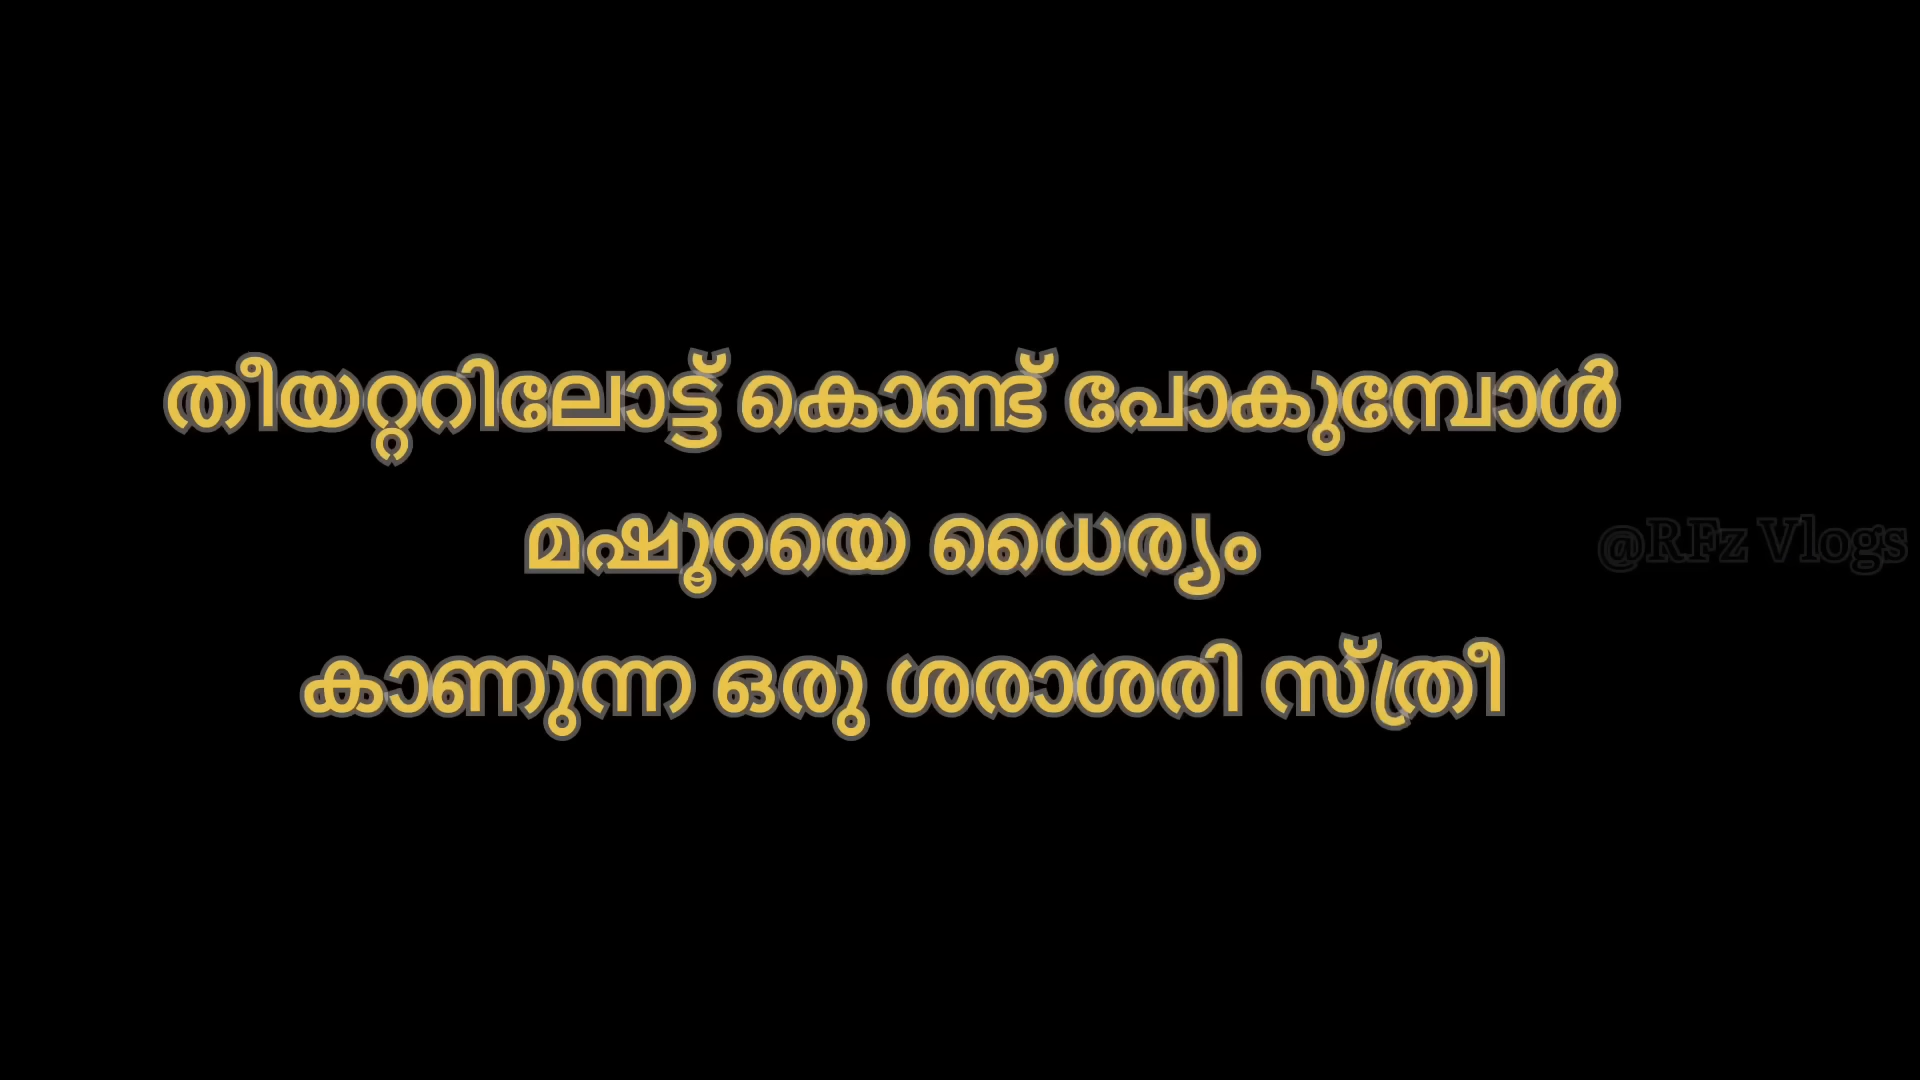 തീയറ്ററിലോട്ട് കൊണ്ട് പോകുമ്പോൾ
മഷൂറയെ ധൈര്യം
@RFz Vlogs
കാണുന്ന ഒരു ശരാശരി സ്ത്രീ